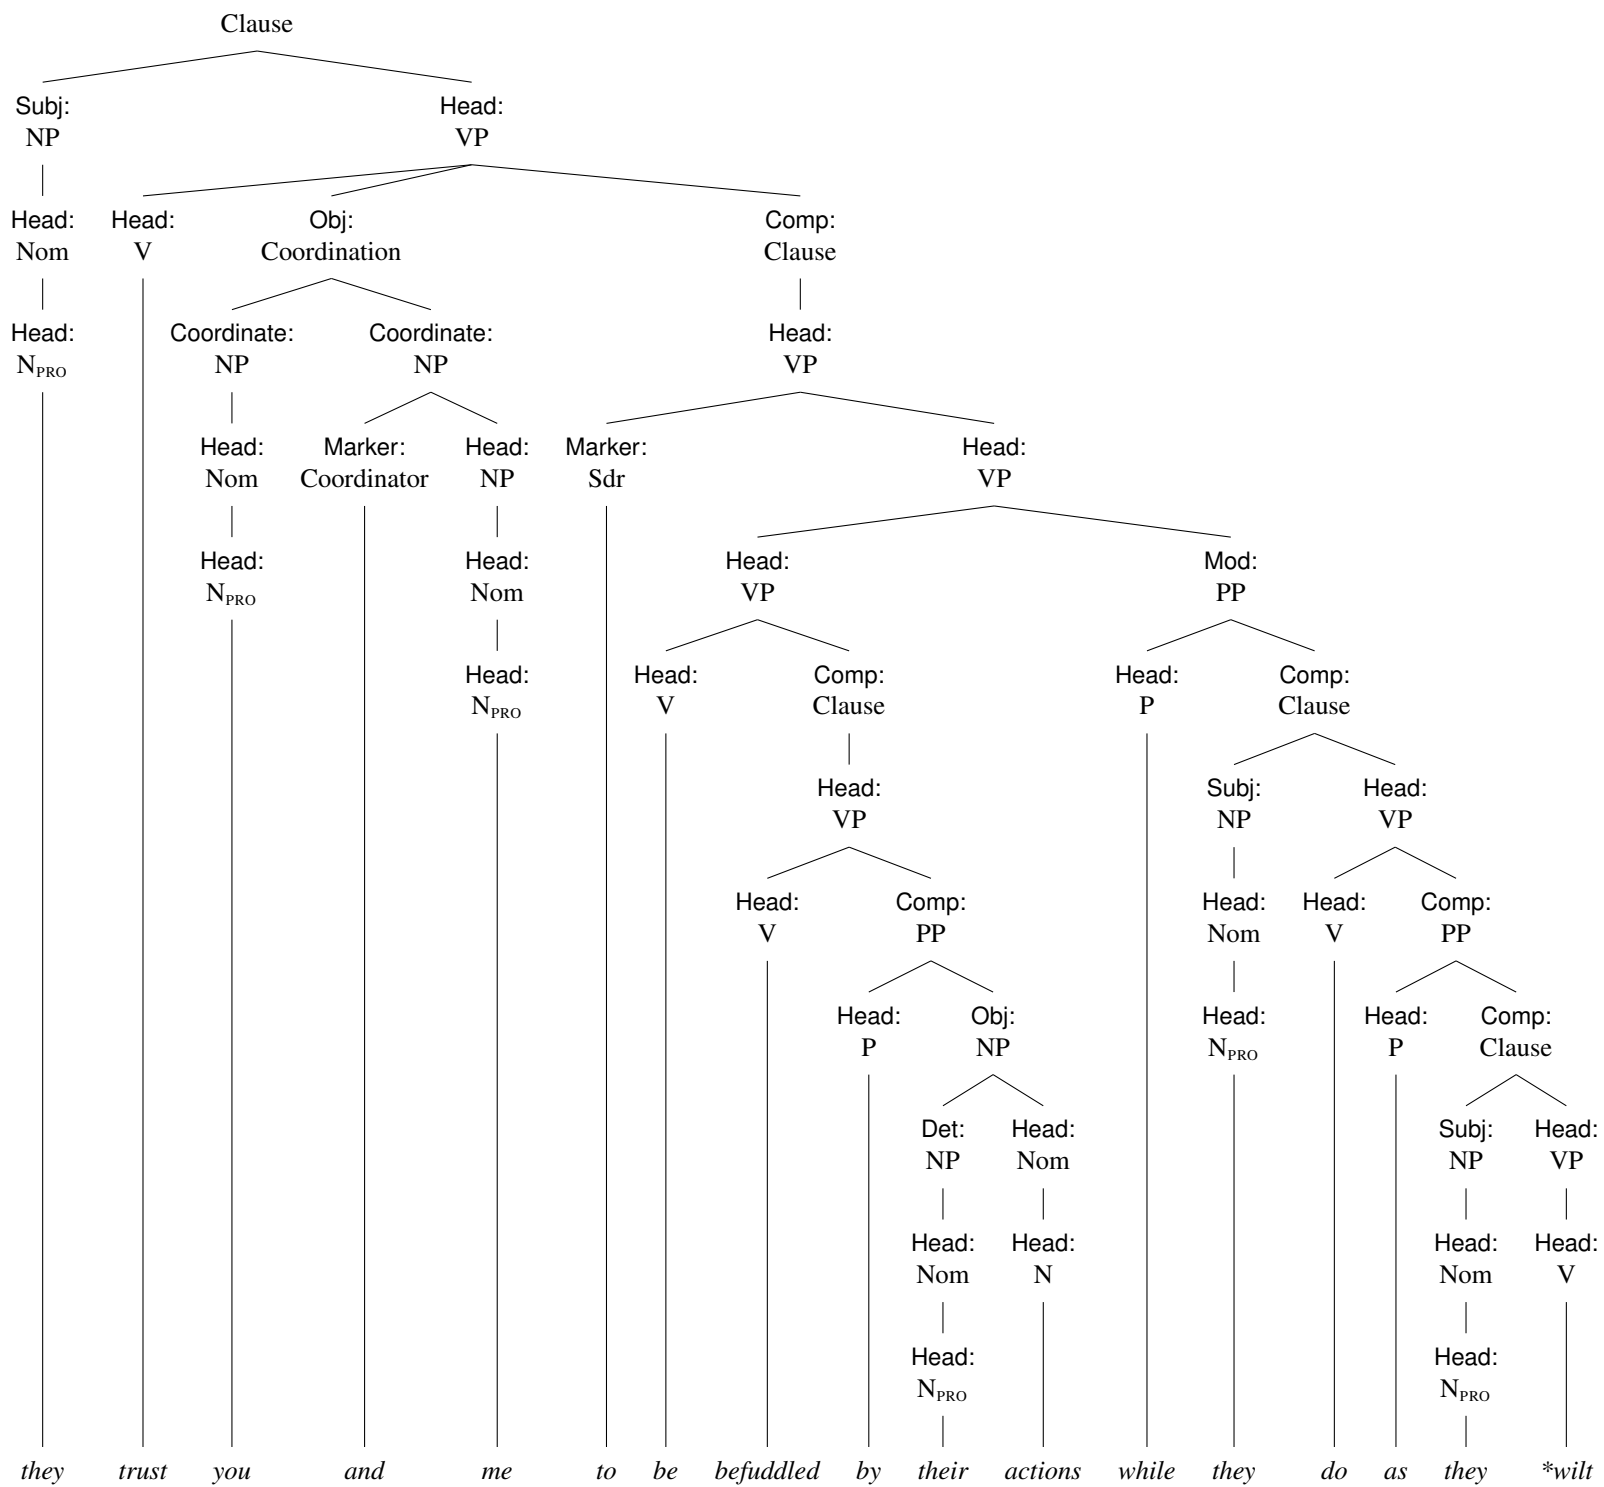 Clause
Subj: Head:
NP VP
Head: Head: Obj: Comp:
Nom V Coordination Clause
Head: Coordinate: Coordinate: Head:
NPRO NP NP VP
Head: Marker: Head: Marker: Head:
Nom Coordinator NP Sdr VP
Head: Head: Head: Mod:
NPRO Nom VP PP
Head: Head: Comp: Head: Comp:
NPRO V Clause P Clause
Head: Subj: Head:
VP NP VP
Head: Comp: Head: Head: Comp:
V PP Nom V PP
Head: Obj: Head: Head: Comp:
P NP NPRO P Clause
Det: Head: Subj: Head:
NP Nom NP VP
Head: Head: Head: Head:
Nom N Nom V
Head: Head:
NPRO NPRO
they trust you and me to be befuddled by their actions while they do as they *wilt